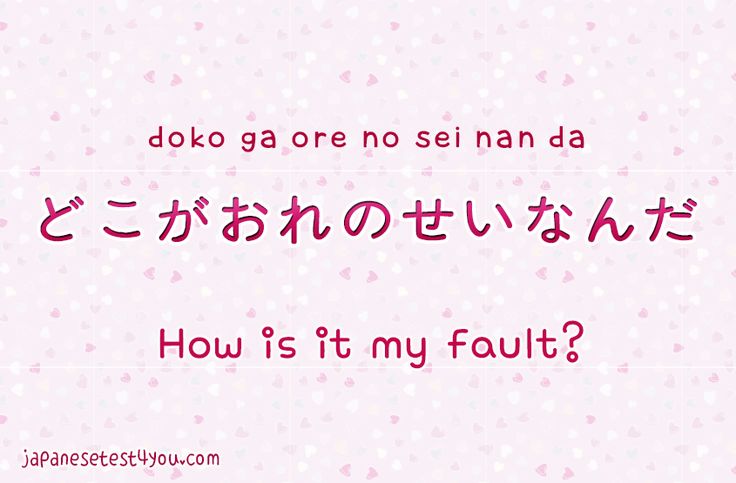 doko ga ore no sei nan da
どこがおれのせいなんだ
How is it my fault?
japanesetest4you.com